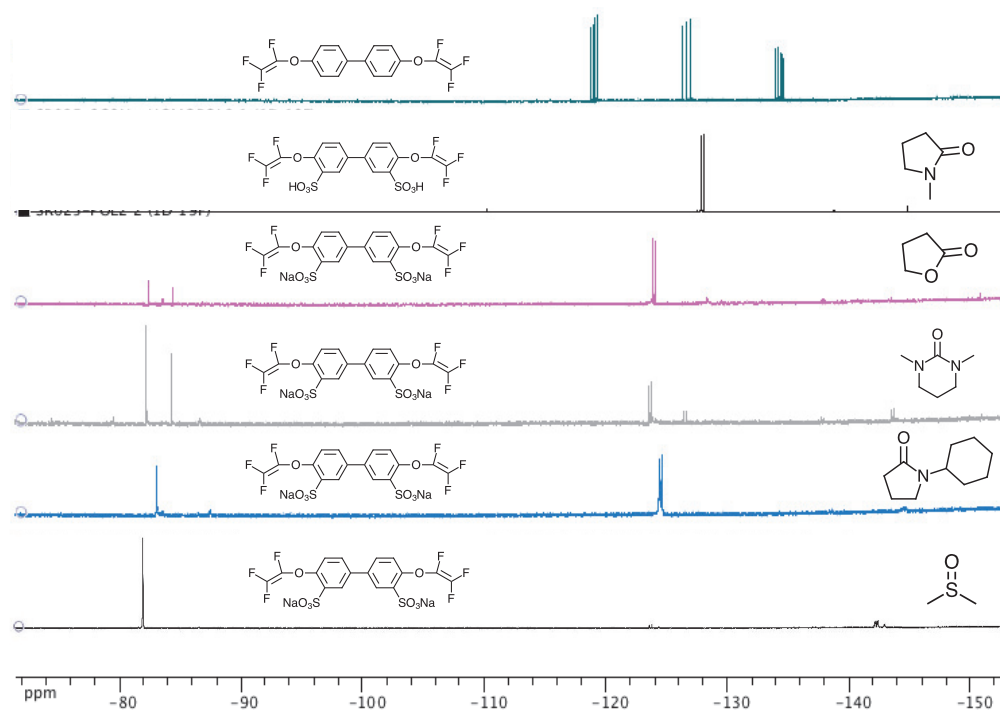 F F
F O O F
F F
F F
F O O F O
N
F F
HO₃S SO₃H
F F
F O O F O
F F
NaO₃S SO₃Na O
O
F F
F O O F N N
F F
NaO₃S SO₃Na
O
F F
F O O F
N
F F
NaO₃S SO₃Na
F F O
F O O F
S
F F
NaO₃S SO₃Na
ppm -80 -90 -100 -110 -120 -130 -140 -150